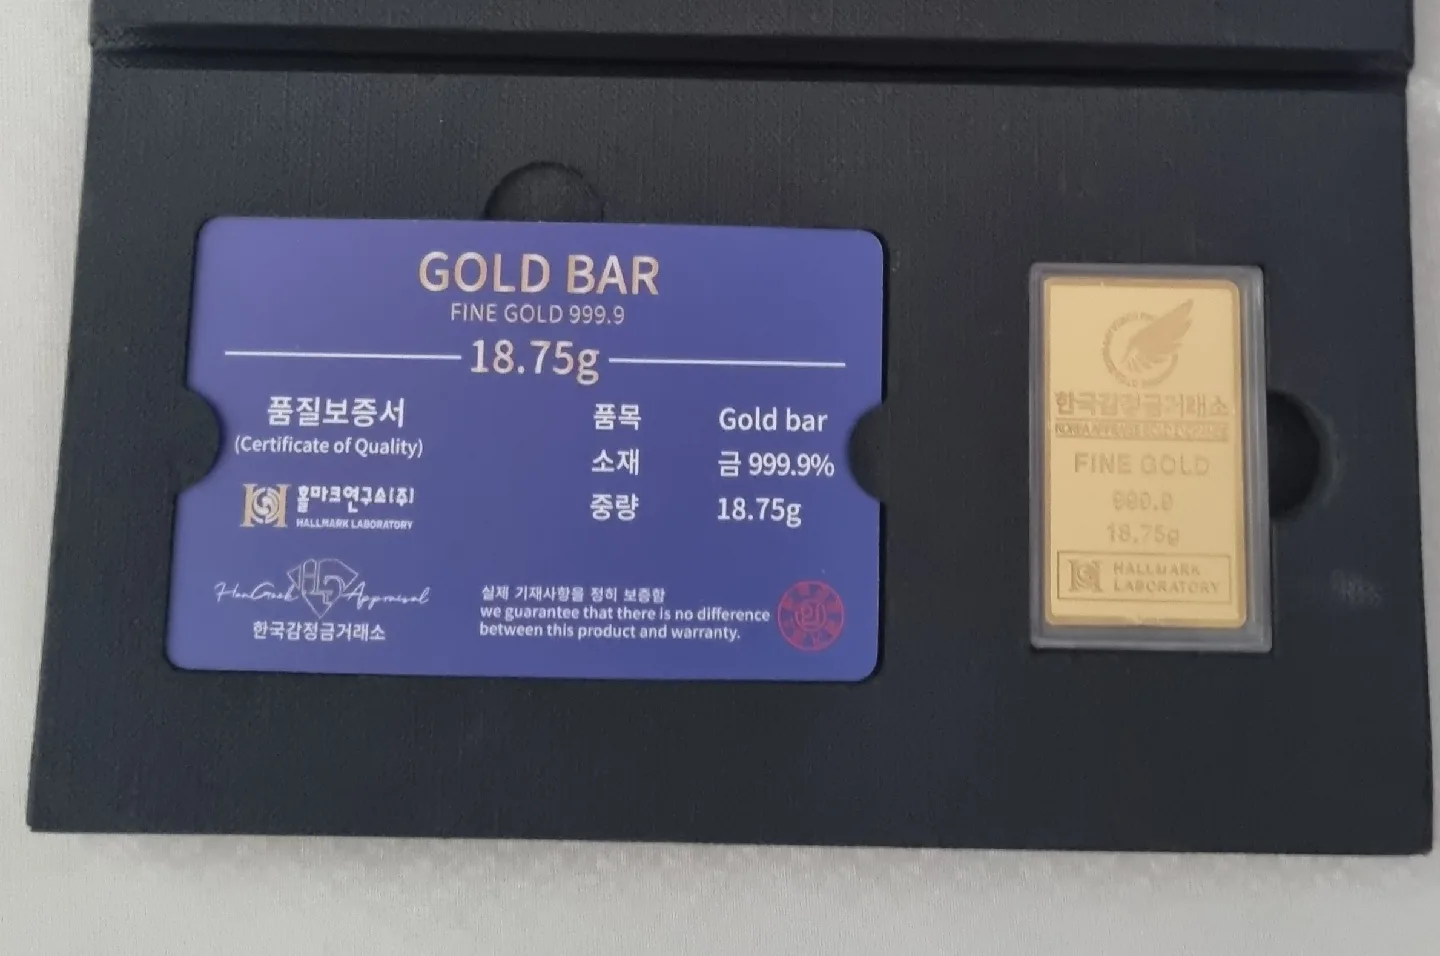 GOLD BAR
FINE GOLD 999.9
18.75g
품질보증서
(Certificate of Quality)
홀마크연구소(주)
HALLMARK LABORATORY
HanGook Appraisal
한국감정금거래소
품목 Gold bar
소재 금 999.9%
중량 18.75g
실제 기재사항을 정히 보증함
we guarantee that there is no difference
between this product and warranty.
한국감정금거래소
FINE GOLD
999.9
18.75g
HALLMARK
LABORATORY